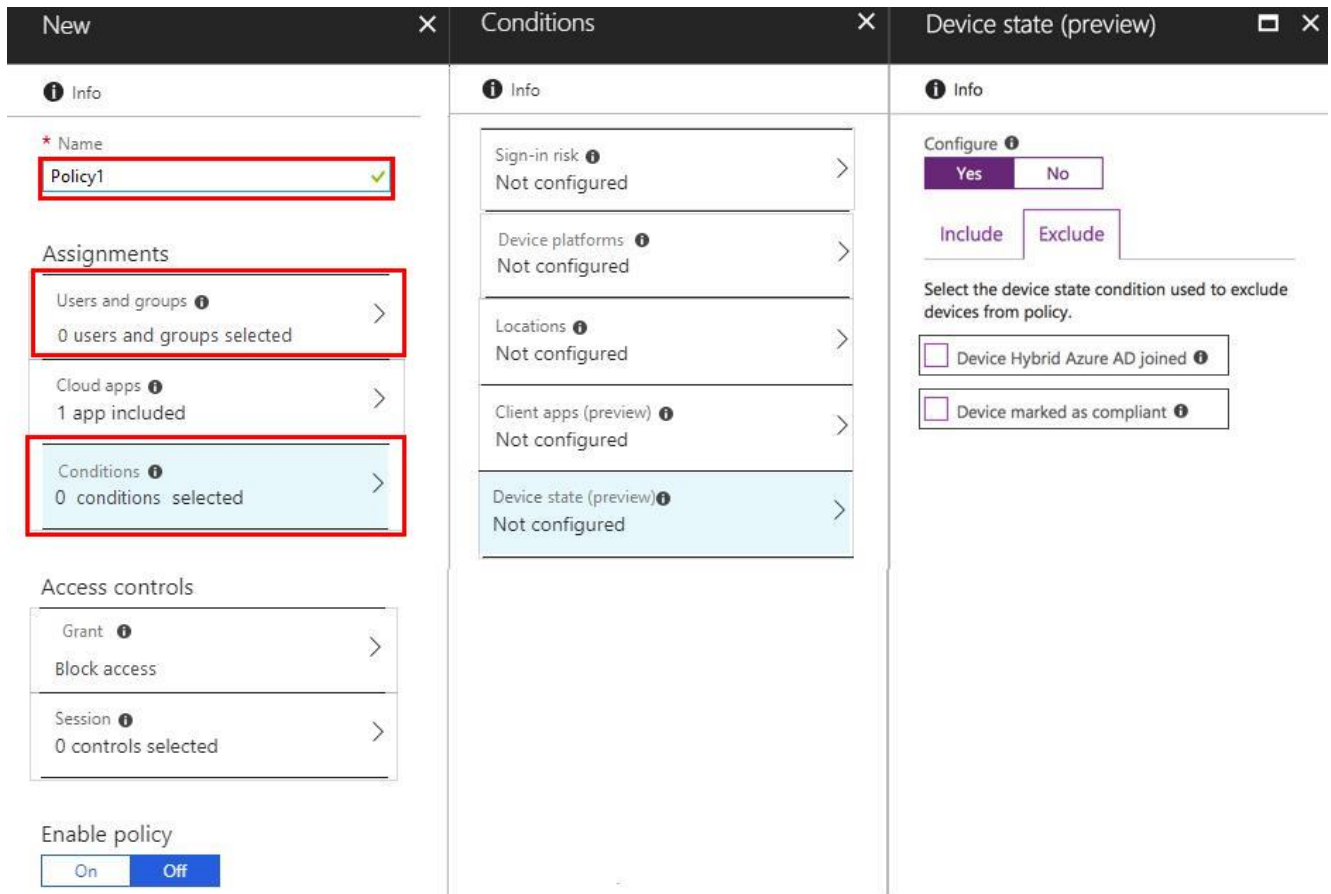 New
Info
* Name
Policy1
Assignments
Users and groups
0 users and groups selected
Cloud apps
1 app included
Conditions
0 conditions selected
Access controls
Grant
Block access
Session
0 controls selected
Enable policy
On Off
Conditions
Info
Sign-in risk
Not configured
Device platforms
Not configured
Locations
Not configured
Client apps (preview)
Not configured
Device state (preview)
Not configured
Device state (preview)
Info
Configure
Yes No
Include Exclude
Select the device state condition used to exclude
devices from policy.
Device Hybrid Azure AD joined
Device marked as compliant